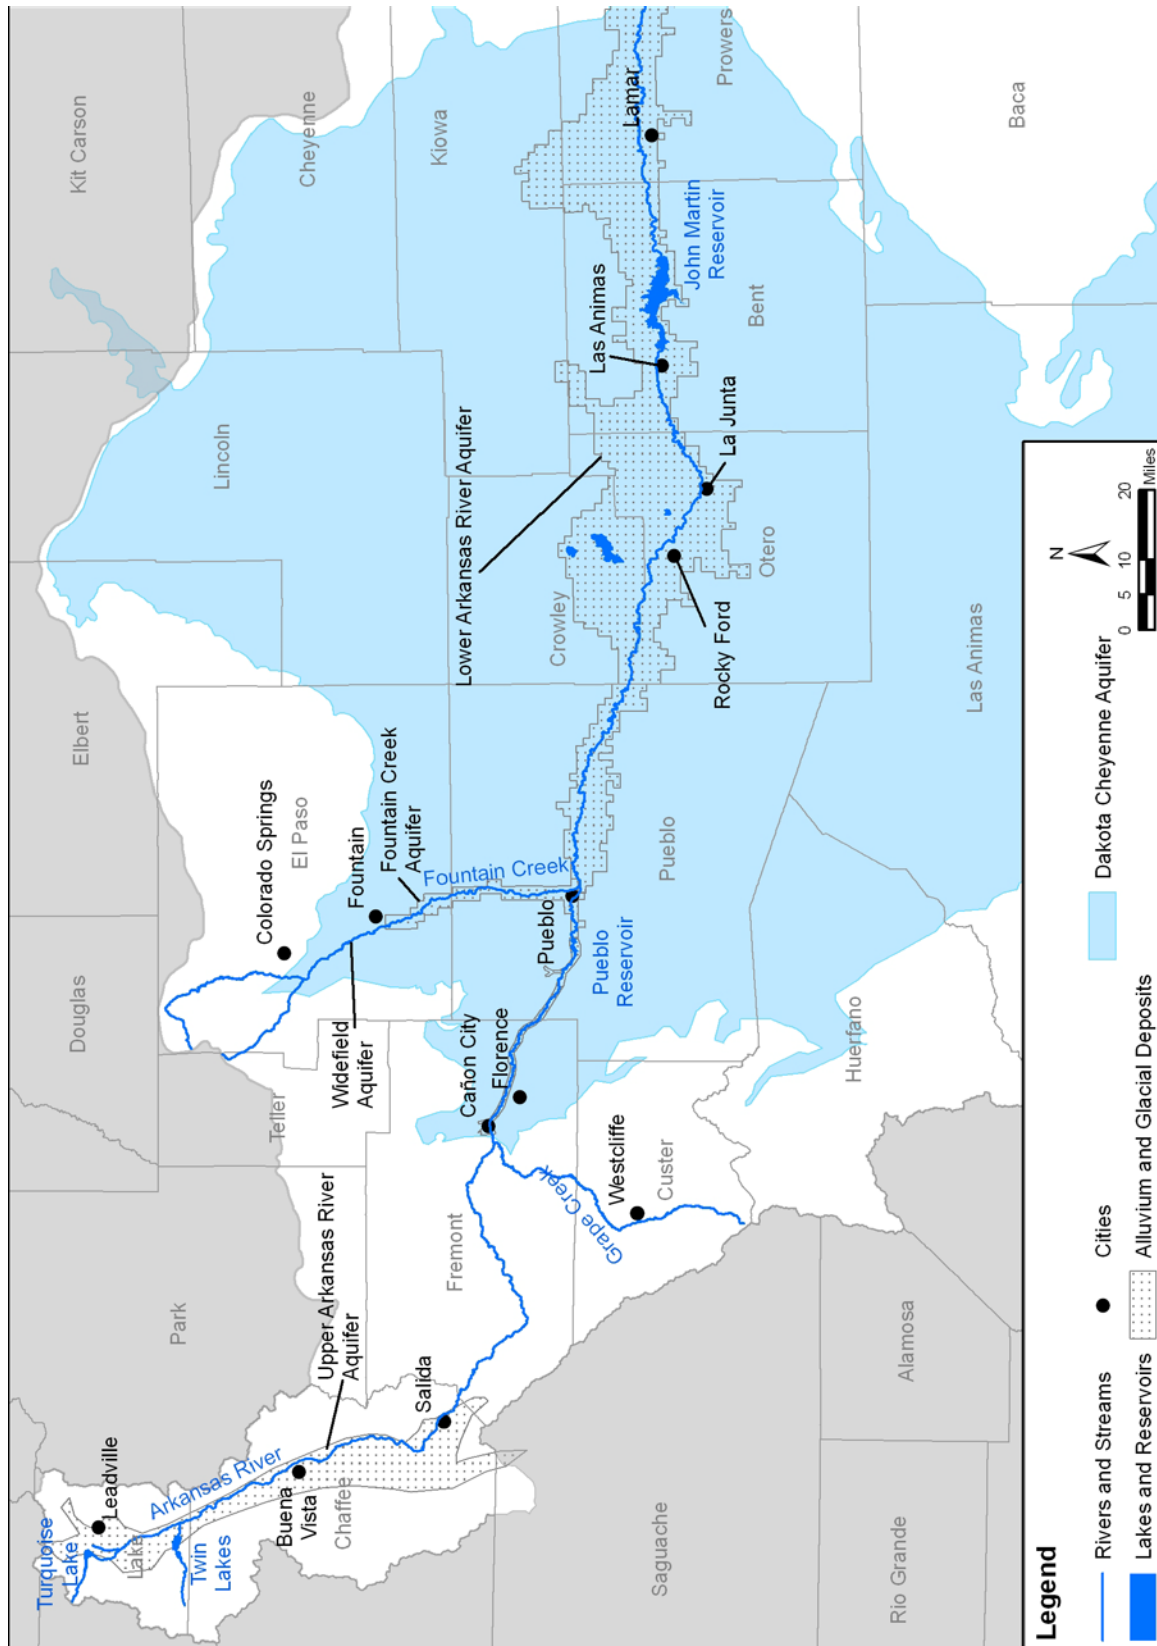 Turquoise
Lake
Leadville
Lake
Twin
Lakes
Arkansas River
Buena
Vista
Chaffee
Upper Arkansas River
Aquifer
Salida
Park
Fremont
Saguache
Rio Grande
Alamosa
Grape Creek
Westcliffe
Custer
Teller
Douglas
Widefield
Aquifer
Cañon City
Florence
Pueblo
Pueblo
Reservoir
Huerfano
Colorado Springs
El Paso
Fountain
Fountain Creek
Aquifer
Fountain Creek
Elbert
Pueblo
Lincoln
Crowley
Lower Arkansas River Aquifer
Rocky Ford
Otero
La Junta
Las Animas
Las Animas
Bent
John Martin
Reservoir
Kit Carson
Cheyenne
Kiowa
Lamar
Prowers
Baca
Legend
Rivers and Streams
Cities
Dakota Cheyenne Aquifer
Lakes and Reservoirs
Alluvium and Glacial Deposits
N
0 5 10 20
Miles